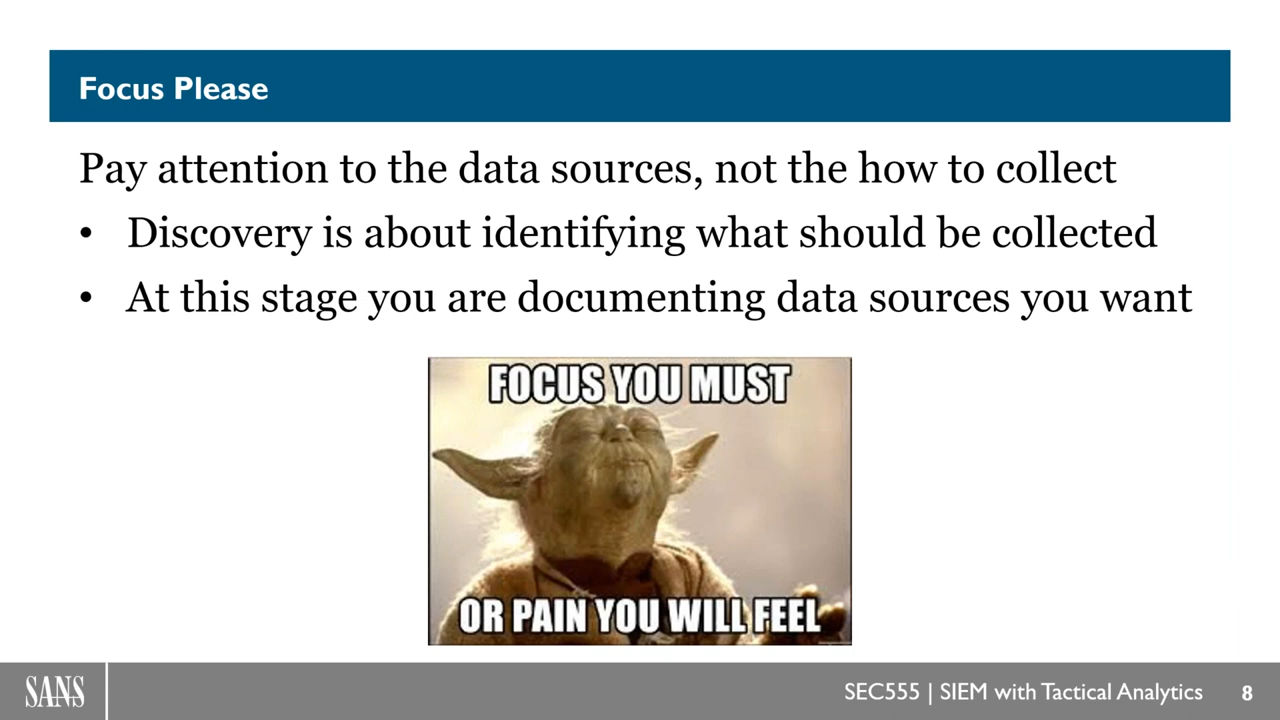 Focus Please
Pay attention to the data sources, not the how to collect
• Discovery is about identifying what should be collected
• At this stage you are documenting data sources you want
FOCUS YOU MUST
OR PAIN YOU WILL FEEL
SANS
SEC555 | SIEM with Tactical Analytics
8